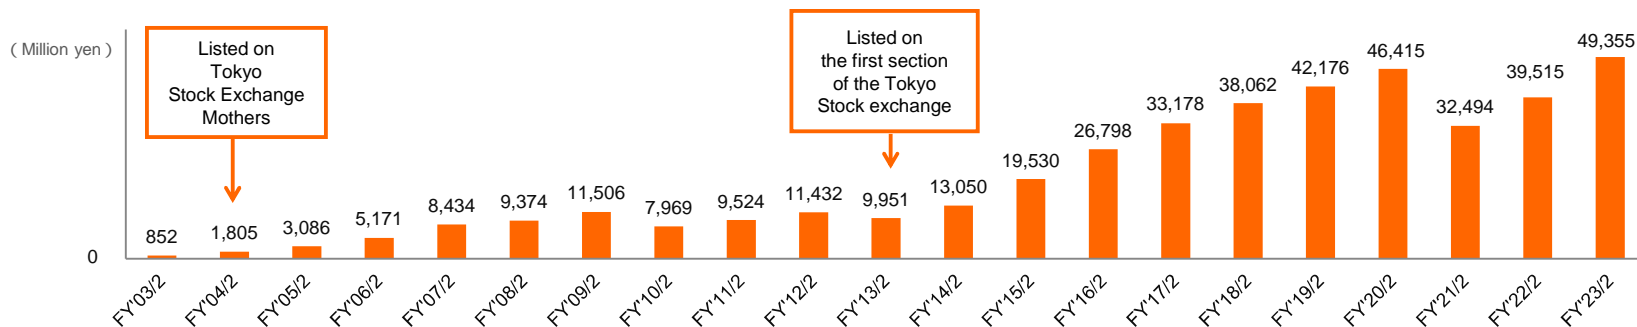 ( Million yen )
Listed on
Tokyo
Stock Exchange
Mothers
Listed on
the first section
of the Tokyo
Stock exchange
852
1,805
3,086
5,171
8,434
9,374
11,506
7,969
9,524
11,432
9,951
13,050
19,530
26,798
33,178
38,062
42,176
46,415
32,494
39,515
49,355
0
FY'03/2
FY'04/2
FY'05/2
FY'06/2
FY'07/2
FY'08/2
FY'09/2
FY'10/2
FY'11/2
FY'12/2
FY'13/2
FY'14/2
FY'15/2
FY'16/2
FY'17/2
FY'18/2
FY'19/2
FY'20/2
FY'21/2
FY'22/2
FY'23/2